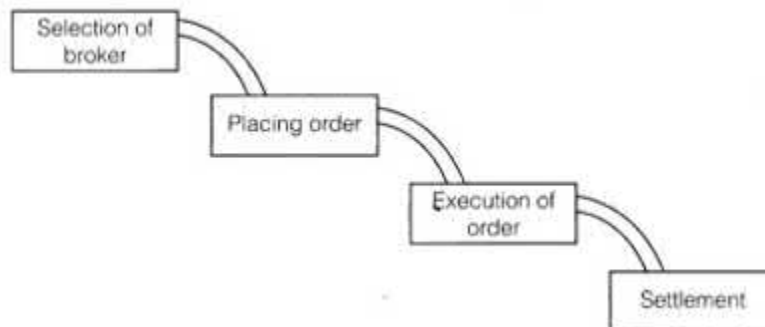 Selection of
broker
Placing order
Execution of
order
Settlement